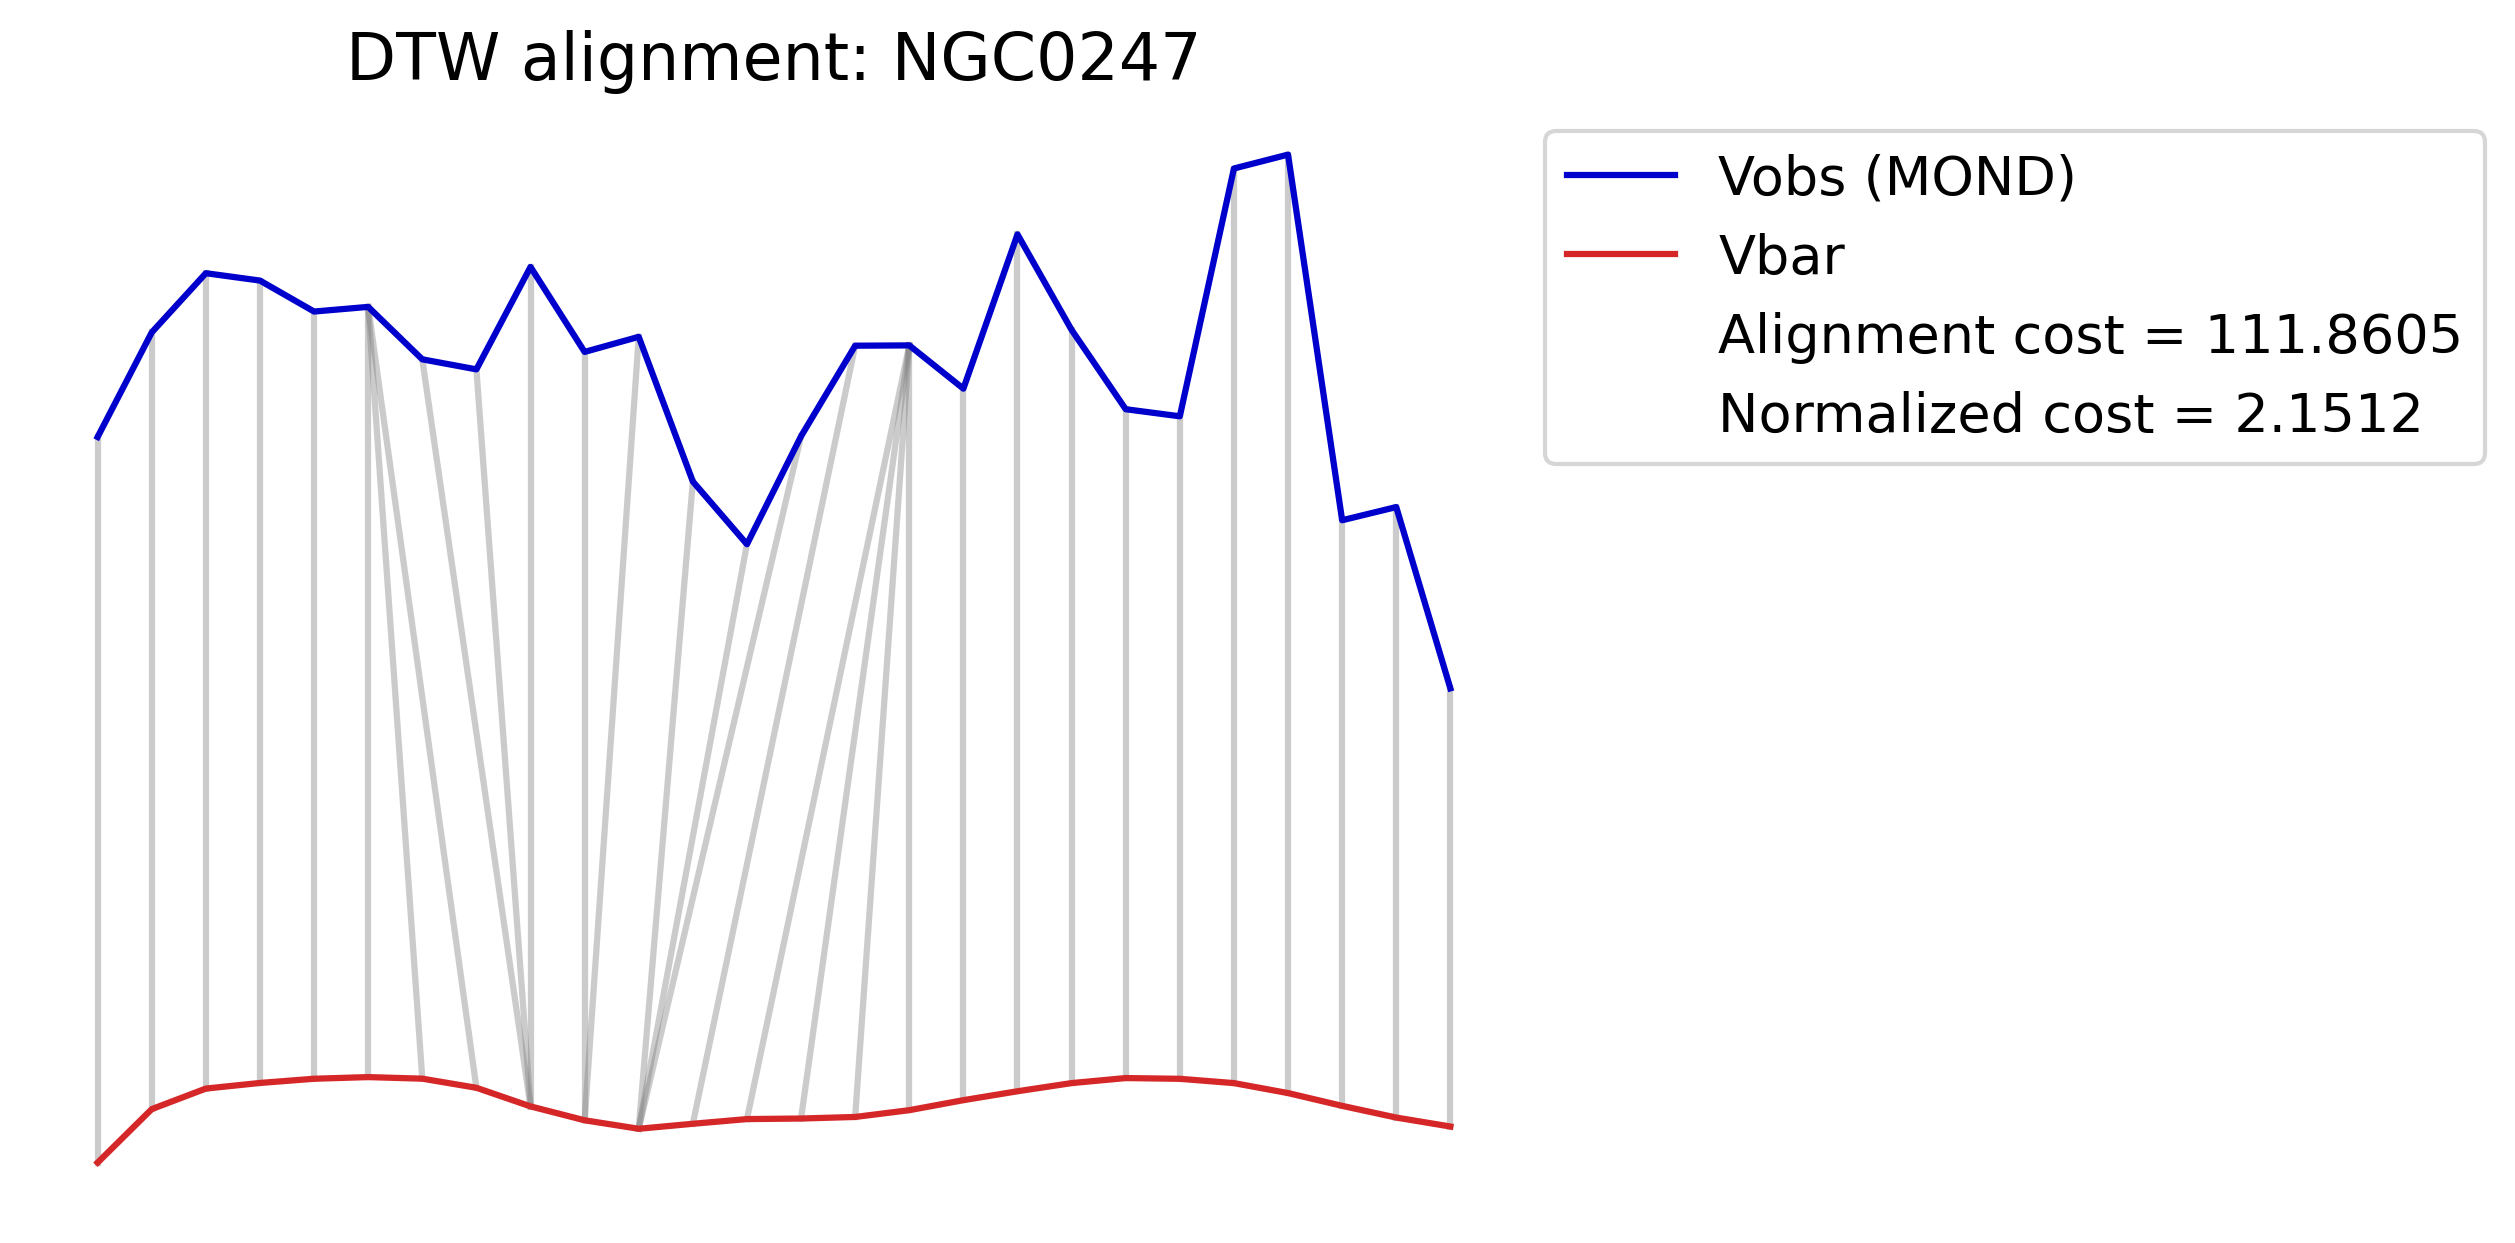 DTW alignment: NGC0247
Vobs (MOND)
Vbar
Alignment cost = 111.8605
Normalized cost = 2.1512